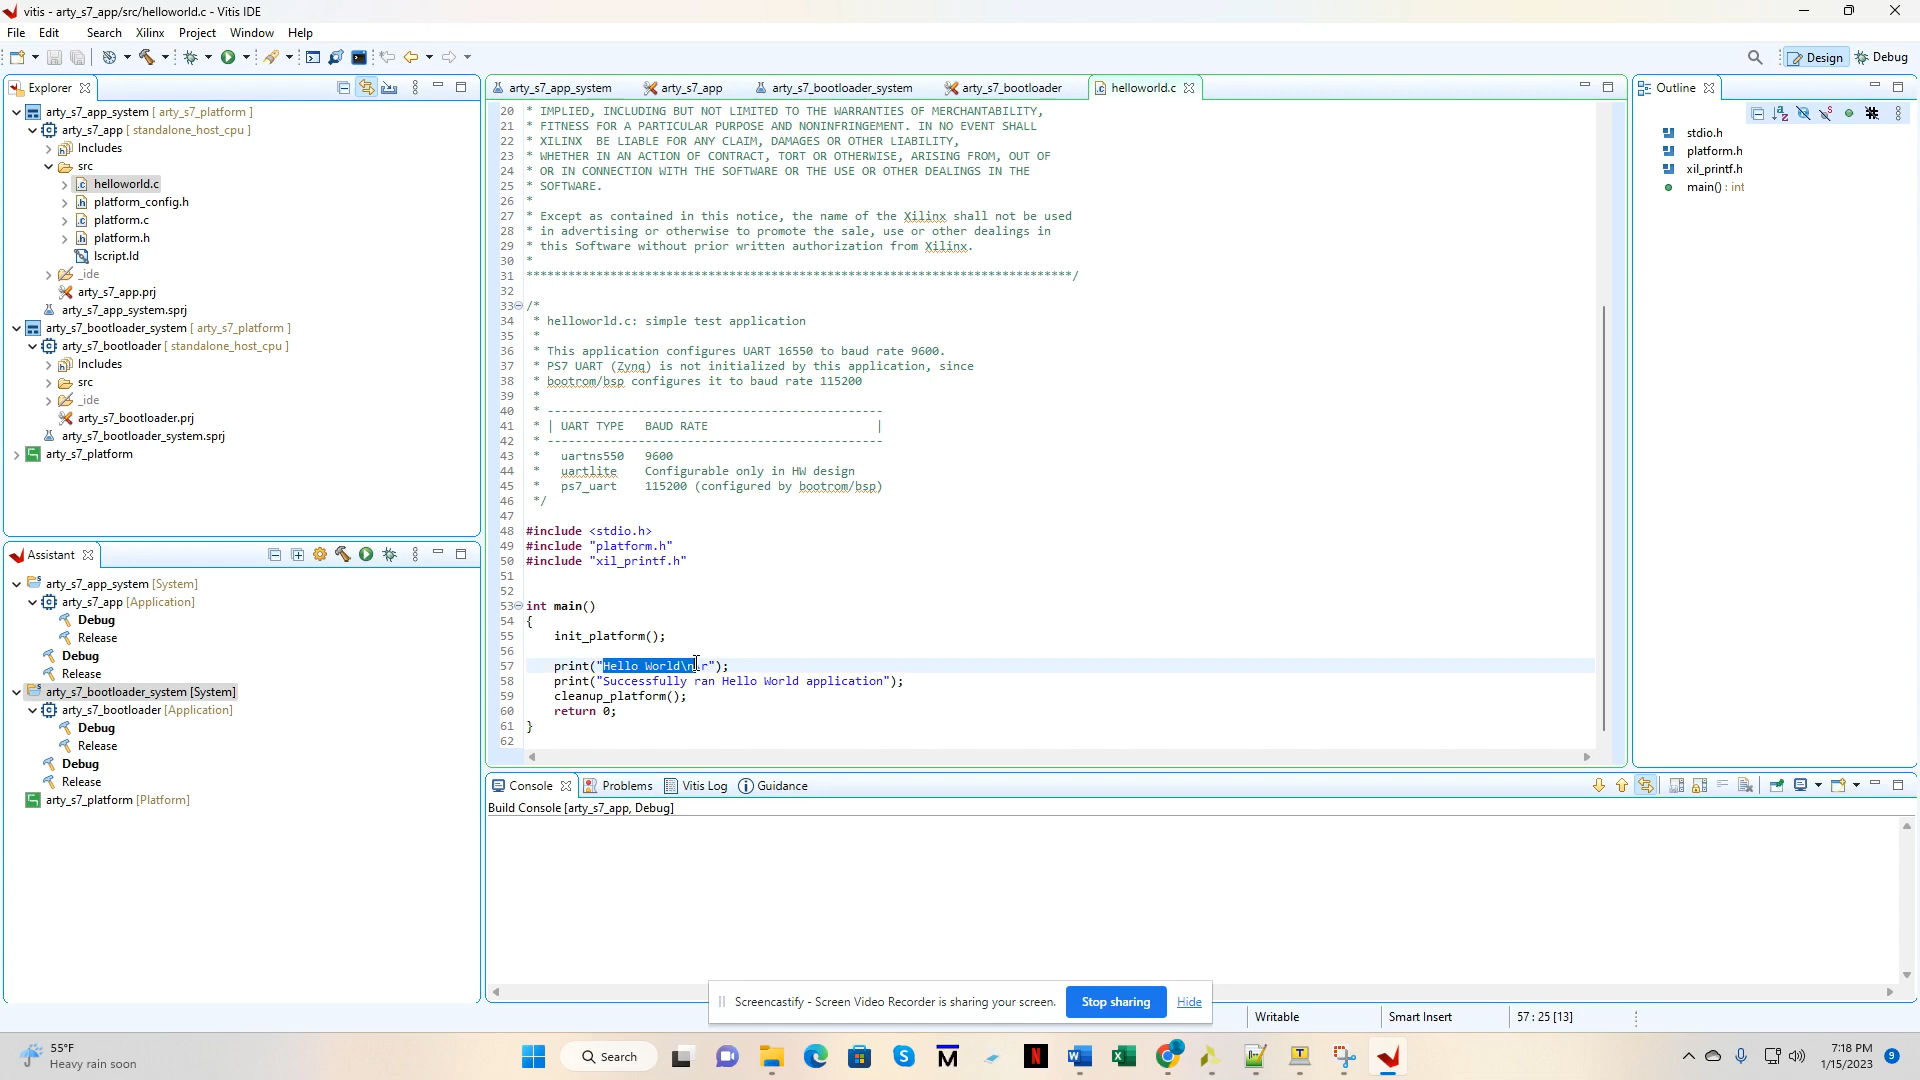 vitis - arty_s7_app/src/helloworld.c - Vitis IDE
File Edit Search Xilinx Project Window Help
Design Debug
Explorer
arty_s7_app_system [ arty_s7_platform ]
arty_s7_app [ standalone_host_cpu ]
Includes
src
helloworld.c
platform_config.h
platform.c
platform.h
lscript.ld
_ide
arty_s7_app.prj
arty_s7_app_system.sprj
arty_s7_bootloader_system [ arty_s7_platform ]
arty_s7_bootloader [ standalone_host_cpu ]
Includes
src
_ide
arty_s7_bootloader.prj
arty_s7_bootloader_system.sprj
arty_s7_platform
Assistant
arty_s7_app_system [System]
arty_s7_app [Application]
Debug
Release
Debug
Release
arty_s7_bootloader_system [System]
arty_s7_bootloader [Application]
Debug
Release
Debug
Release
arty_s7_platform [Platform]
arty_s7_app_system arty_s7_app arty_s7_bootloader_system arty_s7_bootloader helloworld.c
20 * IMPLIED, INCLUDING BUT NOT LIMITED TO THE WARRANTIES OF MERCHANTABILITY,
21 * FITNESS FOR A PARTICULAR PURPOSE AND NONINFRINGEMENT. IN NO EVENT SHALL
22 * XILINX  BE LIABLE FOR ANY CLAIM, DAMAGES OR OTHER LIABILITY,
23 * WHETHER IN AN ACTION OF CONTRACT, TORT OR OTHERWISE, ARISING FROM, OUT OF
24 * OR IN CONNECTION WITH THE SOFTWARE OR THE USE OR OTHER DEALINGS IN THE
25 * SOFTWARE.
26 *
27 * Except as contained in this notice, the name of the Xilinx shall not be used
28 * in advertising or otherwise to promote the sale, use or other dealings in
29 * this Software without prior written authorization from Xilinx.
30 *
31 ******************************************************************************/
32
33 /*
34 * helloworld.c: simple test application
35 *
36 * This application configures UART 16550 to baud rate 9600.
37 * PS7 UART (Zynq) is not initialized by this application, since
38 * bootrom/bsp configures it to baud rate 115200
39 *
40 * ------------------------------------------------
41 * | UART TYPE   BAUD RATE                        |
42 * ------------------------------------------------
43 *   uartns550   9600
44 *   uartlite    Configurable only in HW design
45 *   ps7_uart    115200 (configured by bootrom/bsp)
46 */
47
48 #include <stdio.h>
49 #include "platform.h"
50 #include "xil_printf.h"
51
52
53 int main()
54 {
55 init_platform();
56
57 print("Hello World\n\r");
58 print("Successfully ran Hello World application");
59 cleanup_platform();
60 return 0;
61 }
62
Outline
stdio.h
platform.h
xil_printf.h
main() : int
Console Problems Vitis Log Guidance
Build Console [arty_s7_app, Debug]
Screencastify - Screen Video Recorder is sharing your screen. Stop sharing Hide
Writable Smart Insert 57 : 25 [13]
55°F
Heavy rain soon
Search
7:18 PM
1/15/2023
9